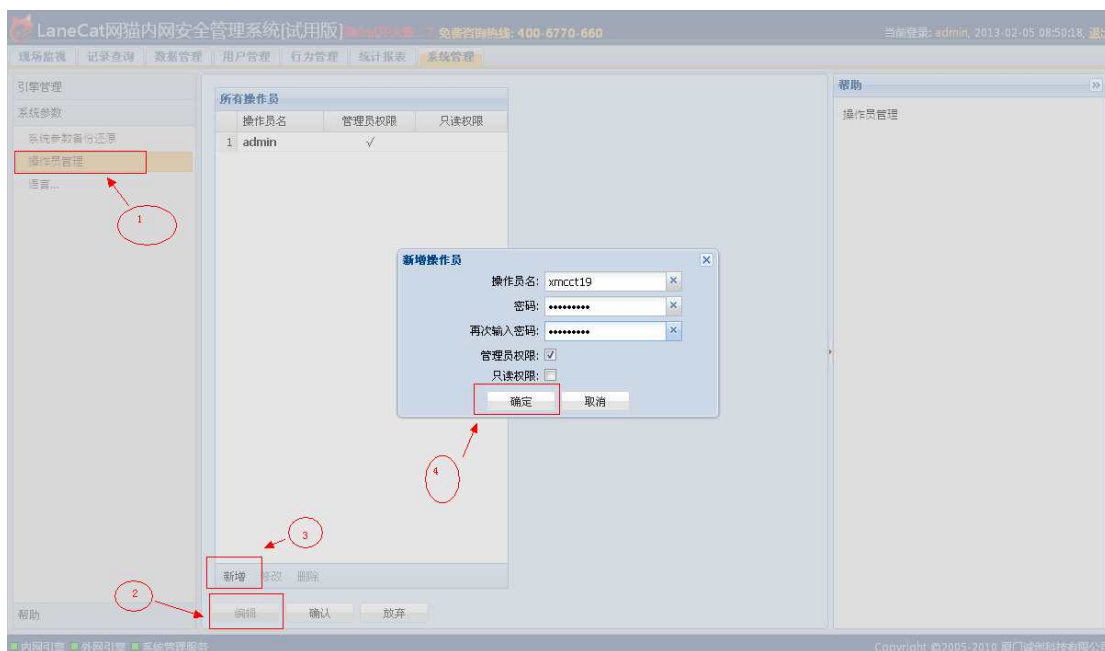 LaneCat网猫内网安全管理系统[试用版]
免费咨询热线: 400-6770-660
当前登录: admin, 2013-02-05 08:50:18, 退出
现场监视 记录查询 数据管理 用户管理 行为管理 统计报表 系统管理
引擎管理
系统参数
系统参数备份还原
操作员管理
语言...
1
所有操作员
操作员名 管理员权限 只读权限
1 admin √
新增操作员
操作员名: xmcct19
密码: •••••••••
再次输入密码: •••••••••
管理员权限:
只读权限:
确定 取消
4
3
新增 修改 删除
2
编辑 确认 放弃
帮助
操作员管理
帮助
内网引擎 外网引擎 系统管理服务
Copyright ©2005-2010 厦门诚创科技有限公司